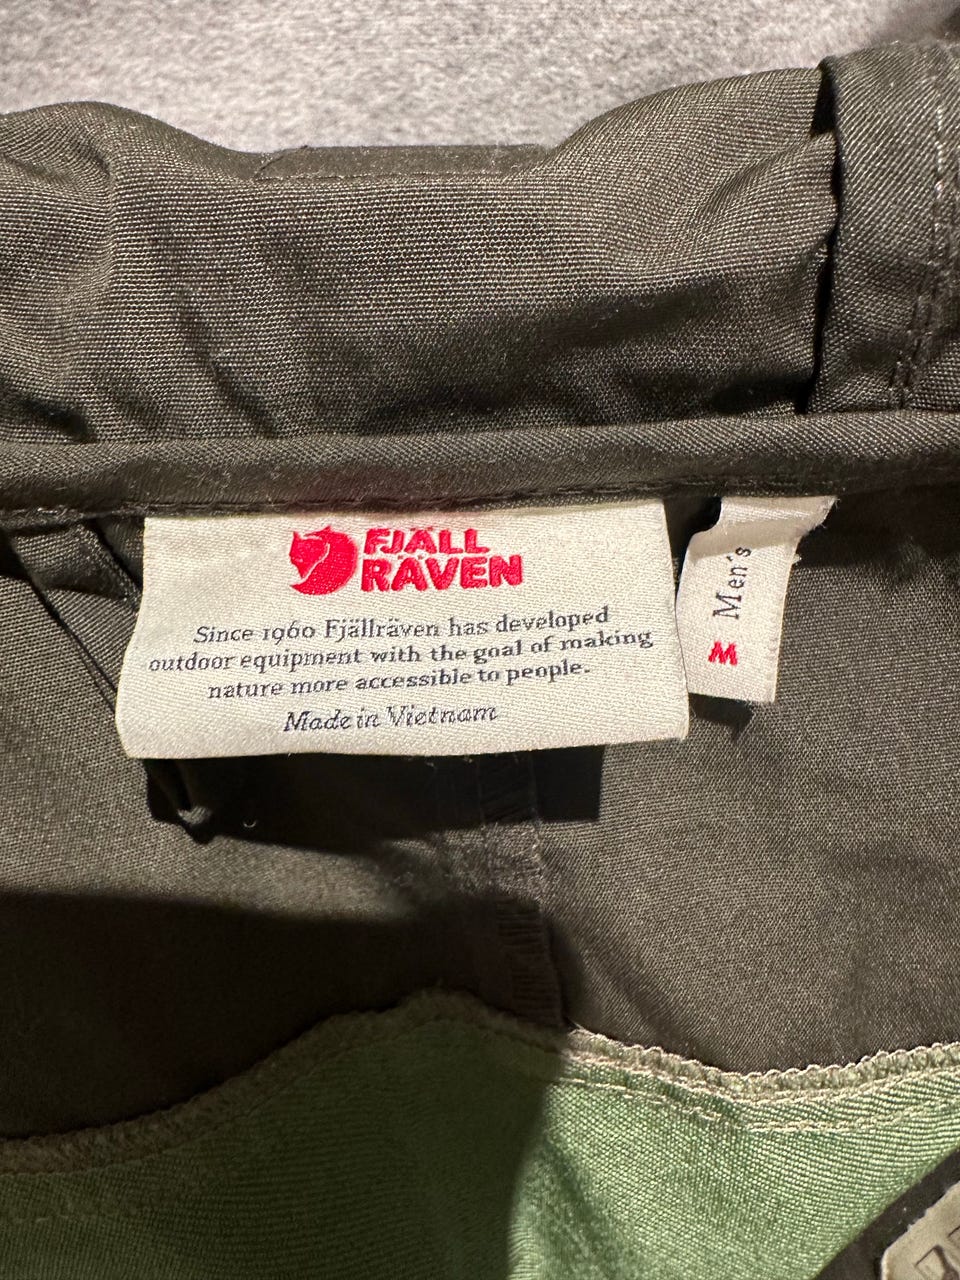 FJÄLL
RÄVEN
Since 1960 Fjällräven has developed
outdoor equipment with the goal of making
nature more accessible to people.
Made in Vietnam
Men's
M